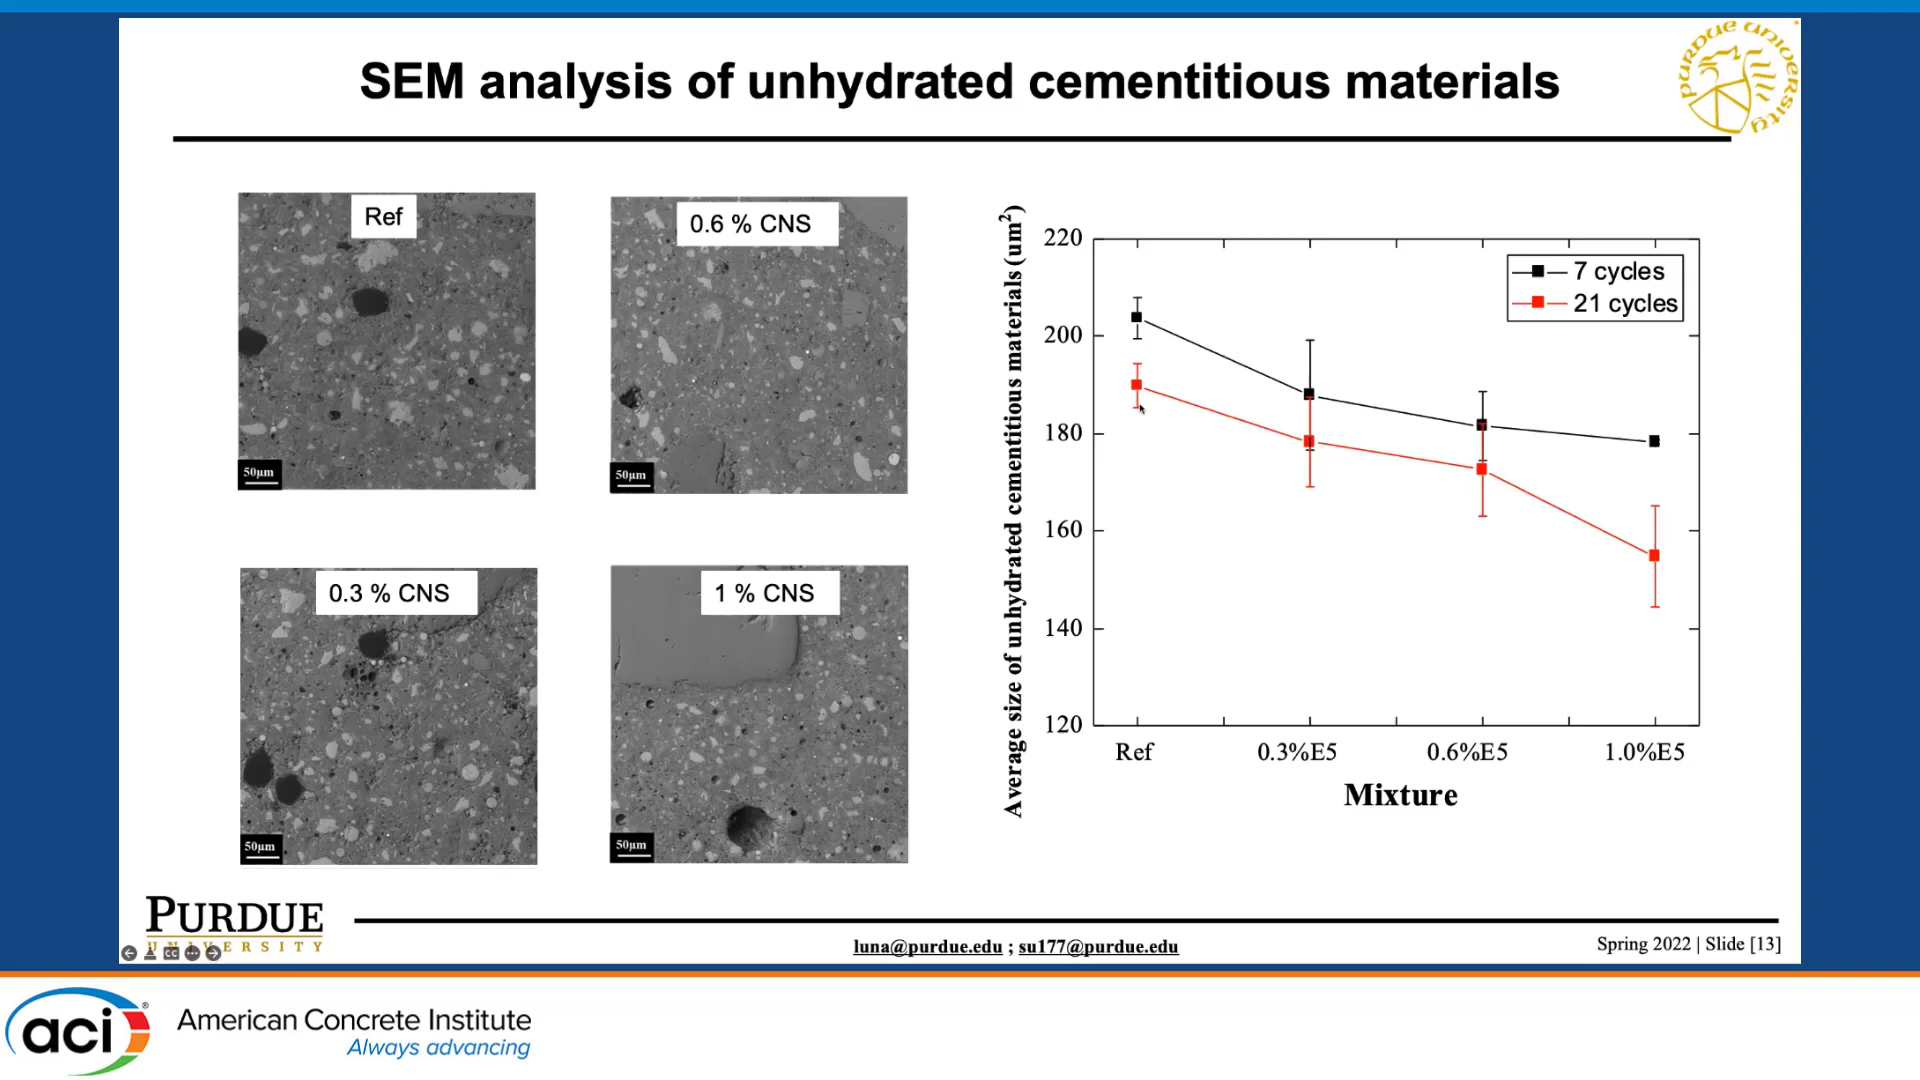 SEM analysis of unhydrated cementitious materials
PURDUE UNIVERSITY
Ref
50µm
0.6 % CNS
50µm
0.3 % CNS
50µm
1 % CNS
50µm
Average size of unhydrated cementitious materials (um²)
220
200
180
160
140
120
7 cycles
21 cycles
Ref 0.3%E5 0.6%E5 1.0%E5
Mixture
PURDUE
UNIVERSITY
luna@purdue.edu ; su177@purdue.edu
Spring 2022 | Slide [13]
aci®
American Concrete Institute
Always advancing